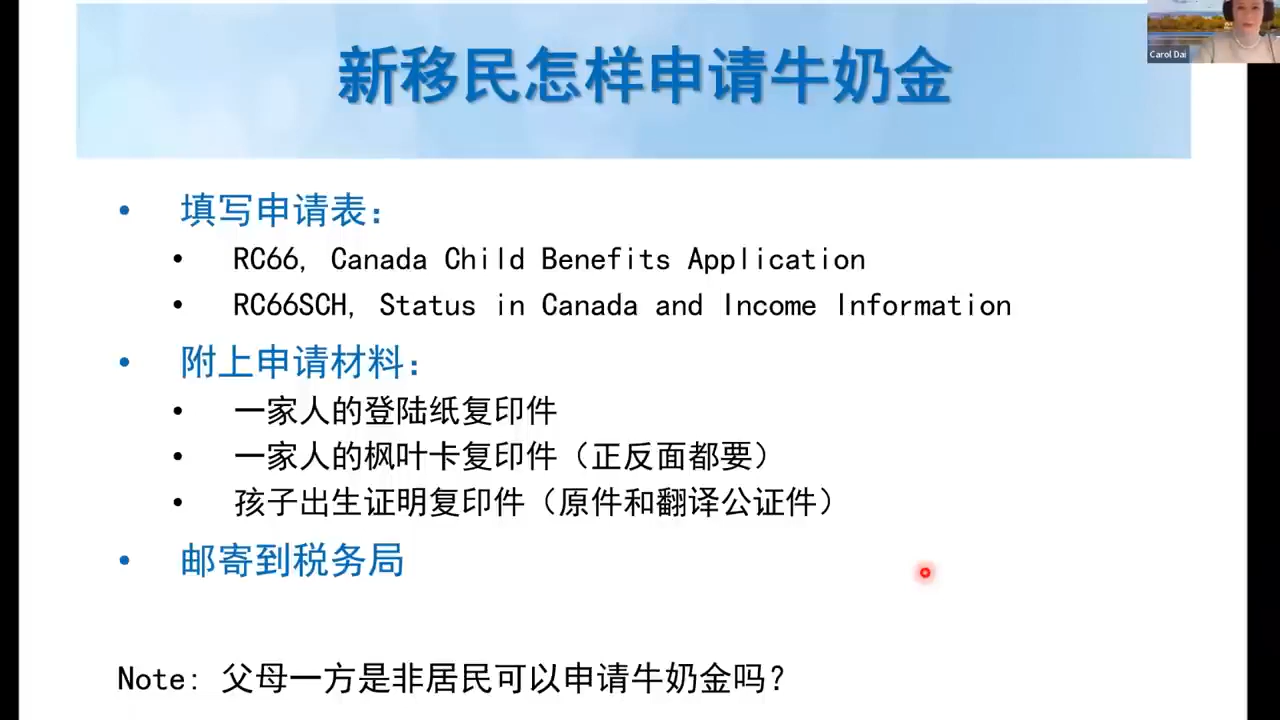 Carol Dai
新移民怎样申请牛奶金
• 填写申请表：
• RC66, Canada Child Benefits Application
• RC66SCH, Status in Canada and Income Information
• 附上申请材料：
• 一家人的登陆纸复印件
• 一家人的枫叶卡复印件（正反面都要）
• 孩子出生证明复印件（原件和翻译公证件）
• 邮寄到税务局
Note: 父母一方是非居民可以申请牛奶金吗？